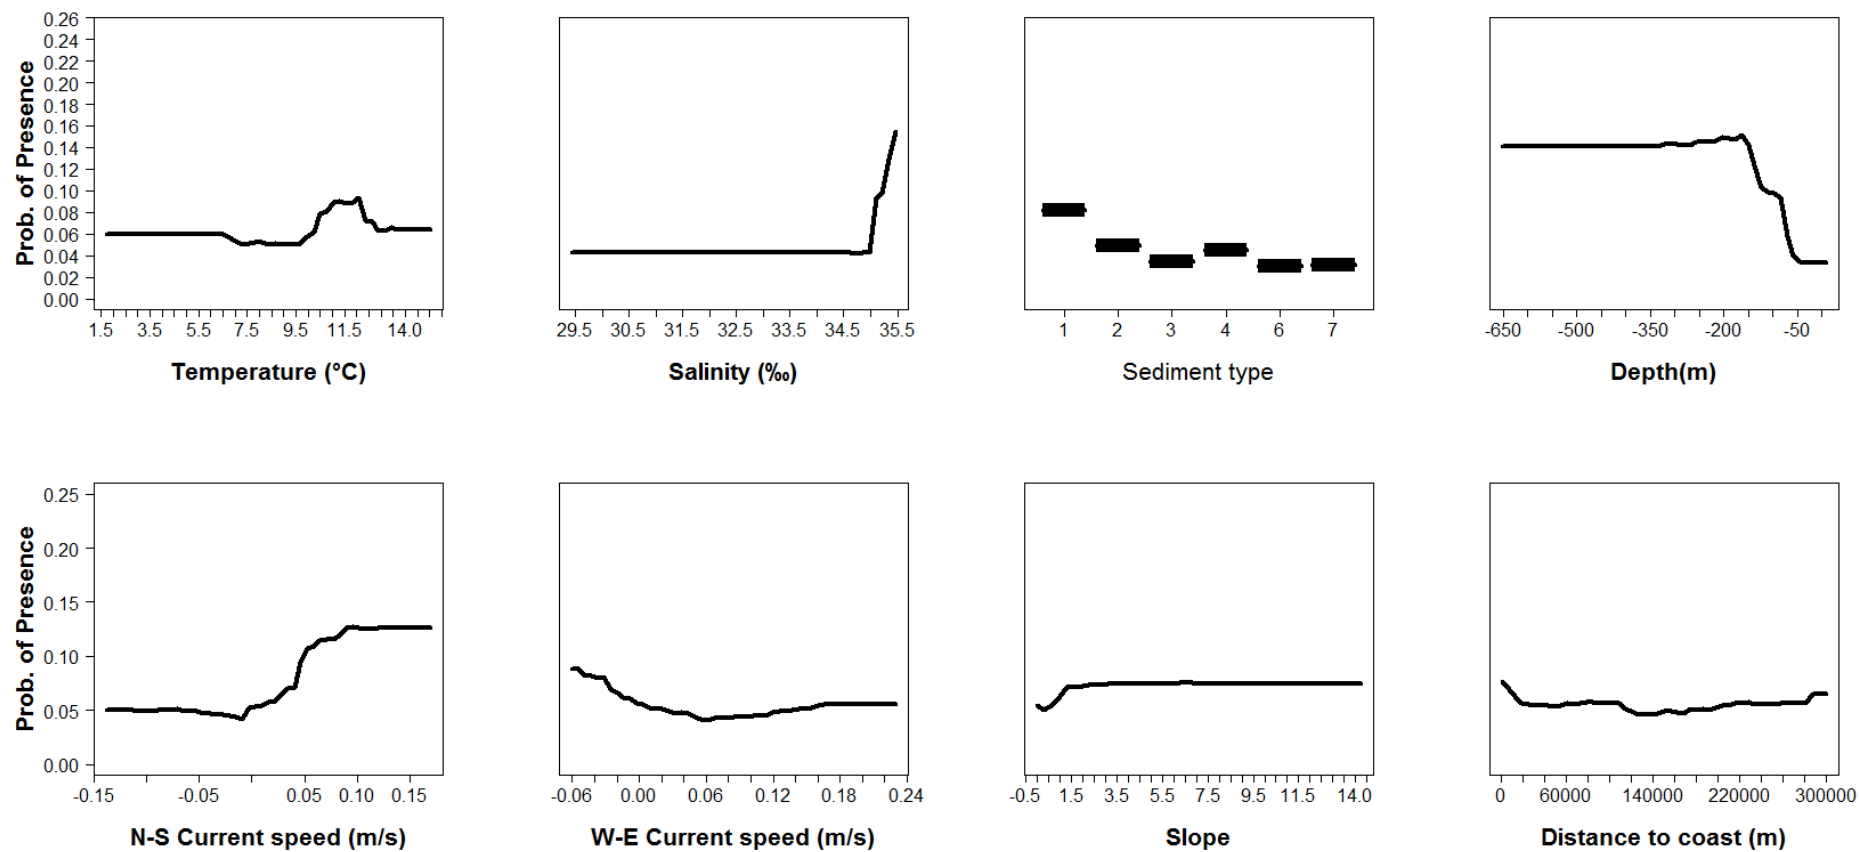 Prob. of Presence
0.26
0.24
0.22
0.20
0.18
0.16
0.14
0.12
0.10
0.08
0.06
0.04
0.02
0.00
1.5 3.5 5.5 7.5 9.5 11.5 14.0
Temperature (°C)
29.5 30.5 31.5 32.5 33.5 34.5 35.5
Salinity (‰)
1 2 3 4 6 7
Sediment type
-650 -500 -350 -200 -50
Depth(m)
Prob. of Presence
0.25
0.20
0.15
0.10
0.05
0.00
-0.15 -0.05 0.05 0.10 0.15
N-S Current speed (m/s)
-0.06 0.00 0.06 0.12 0.18 0.24
W-E Current speed (m/s)
-0.5 1.5 3.5 5.5 7.5 9.5 11.5 14.0
Slope
0 60000 140000 220000 300000
Distance to coast (m)